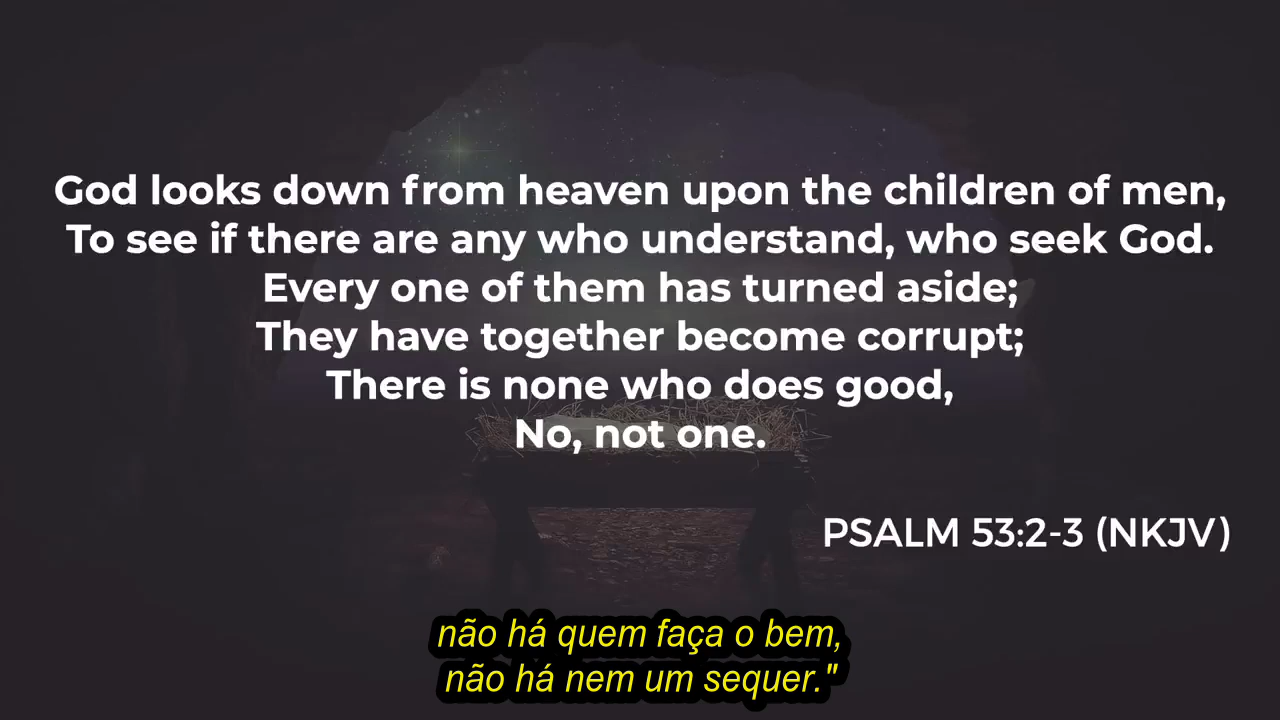 God looks down from heaven upon the children of men,
To see if there are any who understand, who seek God.
Every one of them has turned aside;
They have together become corrupt;
There is none who does good,
No, not one.
PSALM 53:2-3 (NKJV)
não há quem faça o bem,
não há nem um sequer."